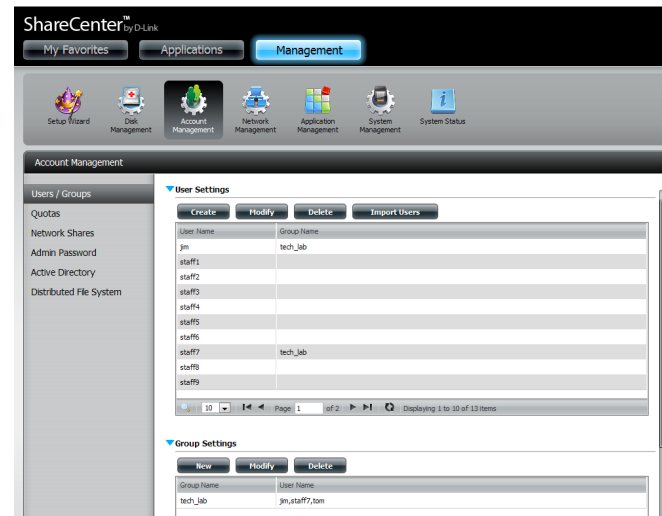 ShareCenter™ by D-Link
My Favorites Applications Management
Setup Wizard Disk Management Account Management Network Management Application Management System Management System Status
Account Management
Users / Groups
Quotas
Network Shares
Admin Password
Active Directory
Distributed File System
User Settings
Create Modify Delete Import Users
User Name Group Name
jim tech_lab
staff1
staff2
staff3
staff4
staff5
staff6
staff7 tech_lab
staff8
staff9
10 Page 1 of 2 Displaying 1 to 10 of 13 items
Group Settings
New Modify Delete
Group Name User Name
tech_lab jim,staff7,tom